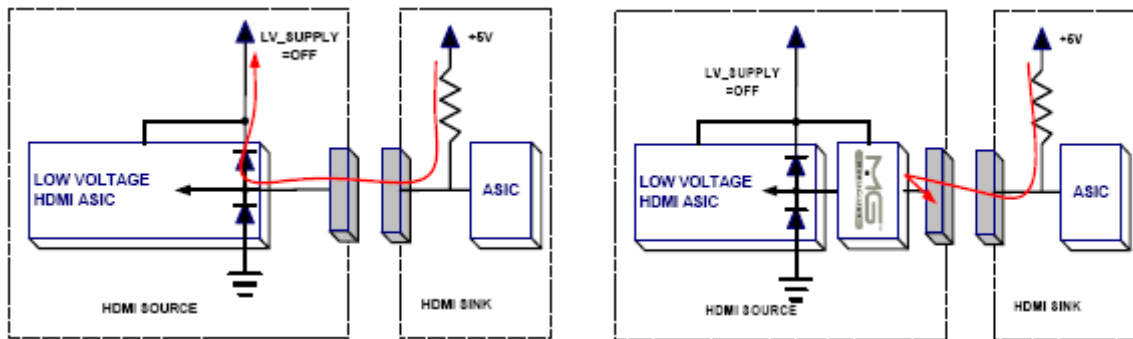 LV_SUPPLY
=OFF
+5V
LOW VOLTAGE
HDMI ASIC
ASIC
HDMI SOURCE
HDMI SINK
LV_SUPPLY
=OFF
+5V
LOW VOLTAGE
HDMI ASIC
MG
ASIC
HDMI SOURCE
HDMI SINK